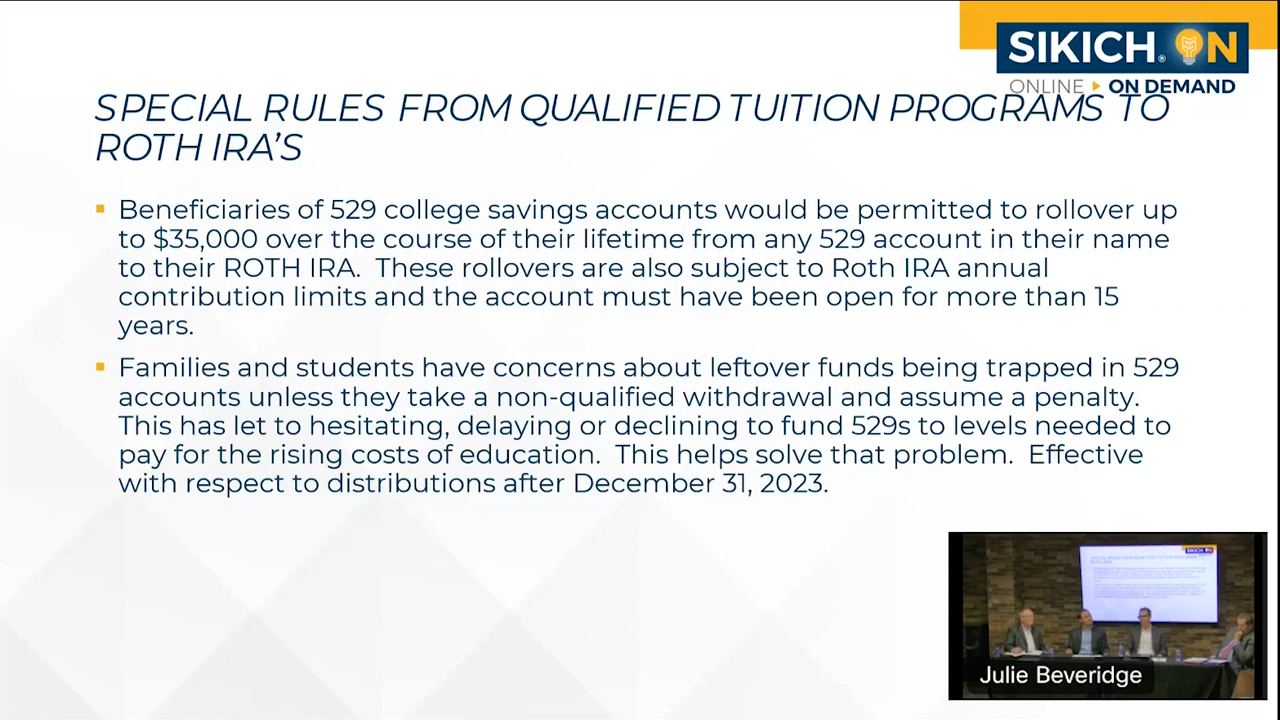 SIKICH. ON
ONLINE ▸ ON DEMAND
SPECIAL RULES FROM QUALIFIED TUITION PROGRAMS TO
ROTH IRA'S
▪ Beneficiaries of 529 college savings accounts would be permitted to rollover up
to $35,000 over the course of their lifetime from any 529 account in their name
to their ROTH IRA. These rollovers are also subject to Roth IRA annual
contribution limits and the account must have been open for more than 15
years.
▪ Families and students have concerns about leftover funds being trapped in 529
accounts unless they take a non-qualified withdrawal and assume a penalty.
This has let to hesitating, delaying or declining to fund 529s to levels needed to
pay for the rising costs of education. This helps solve that problem. Effective
with respect to distributions after December 31, 2023.
Julie Beveridge